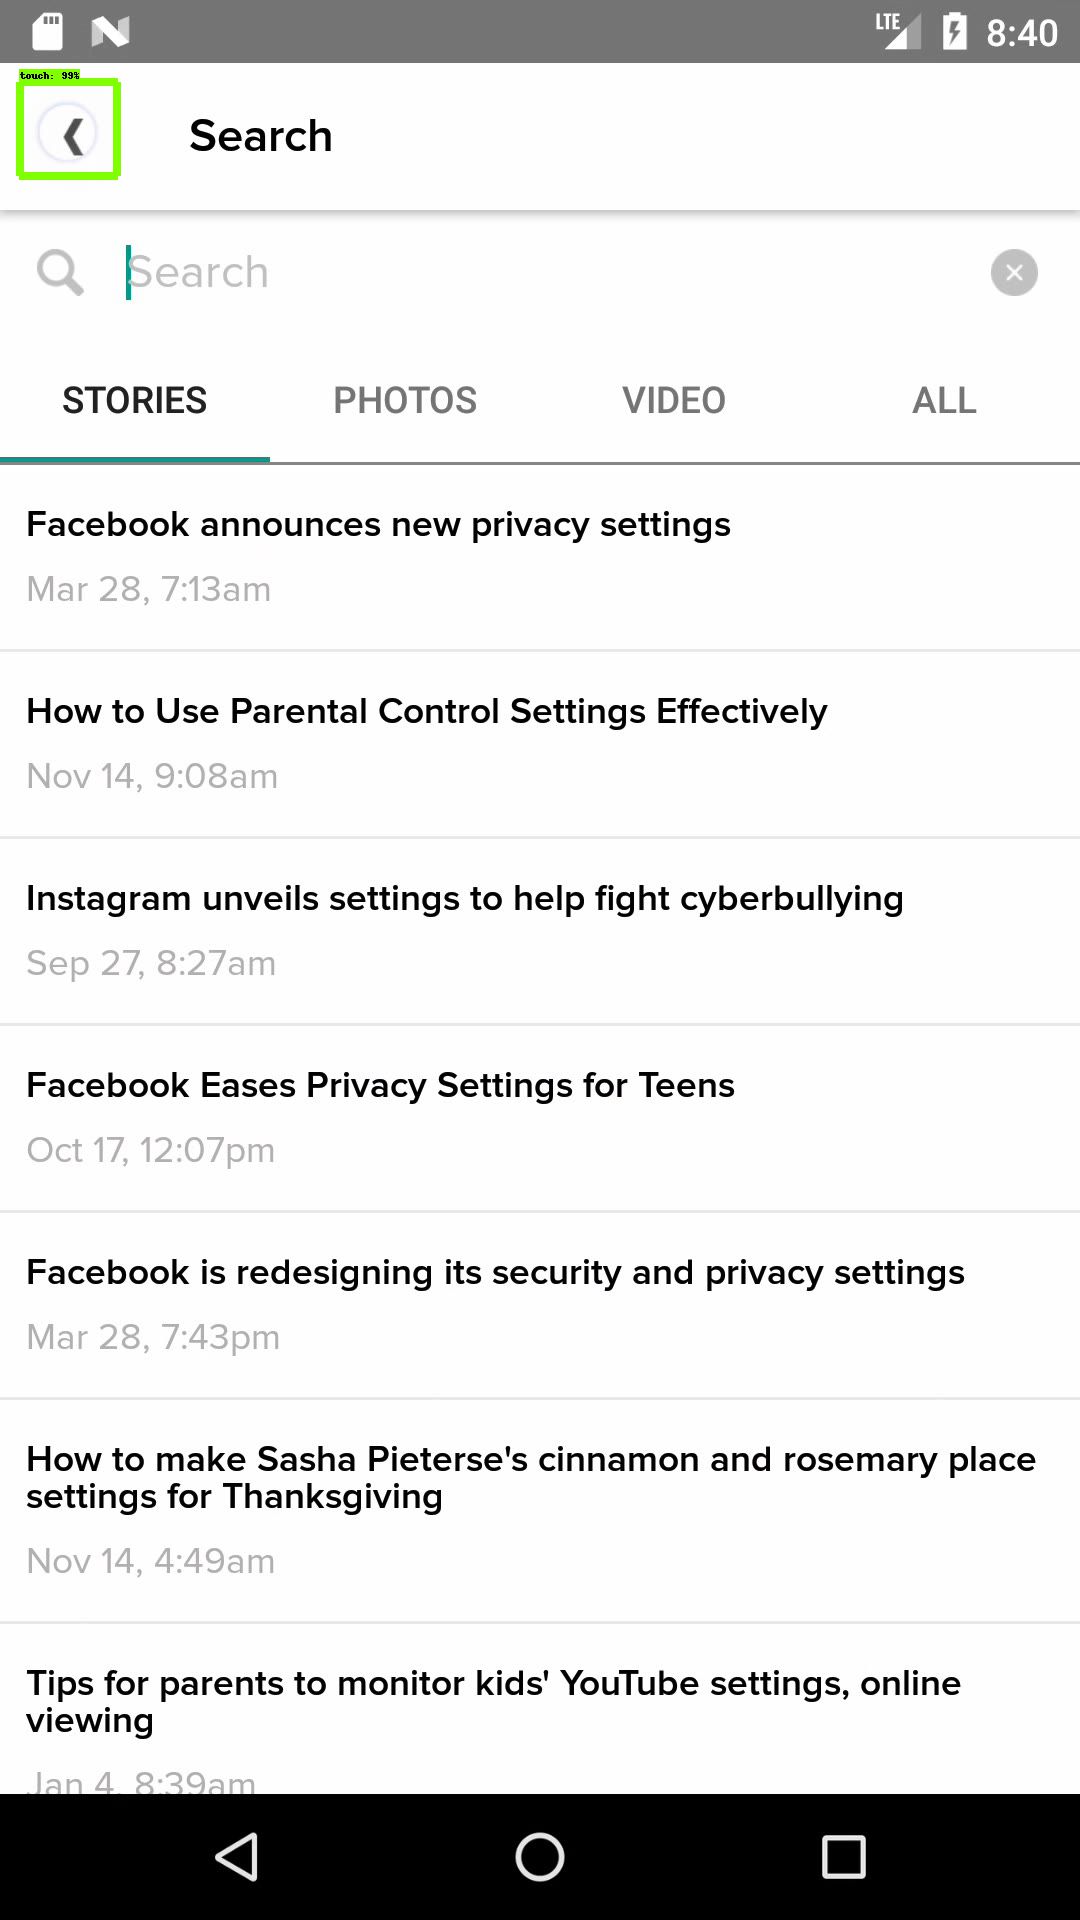 LTE 8:40
touch: 99%
Search
Search
STORIES PHOTOS VIDEO ALL
Facebook announces new privacy settings
Mar 28, 7:13am
How to Use Parental Control Settings Effectively
Nov 14, 9:08am
Instagram unveils settings to help fight cyberbullying
Sep 27, 8:27am
Facebook Eases Privacy Settings for Teens
Oct 17, 12:07pm
Facebook is redesigning its security and privacy settings
Mar 28, 7:43pm
How to make Sasha Pieterse's cinnamon and rosemary place
settings for Thanksgiving
Nov 14, 4:49am
Tips for parents to monitor kids' YouTube settings, online
viewing
Jan 4, 8:39am